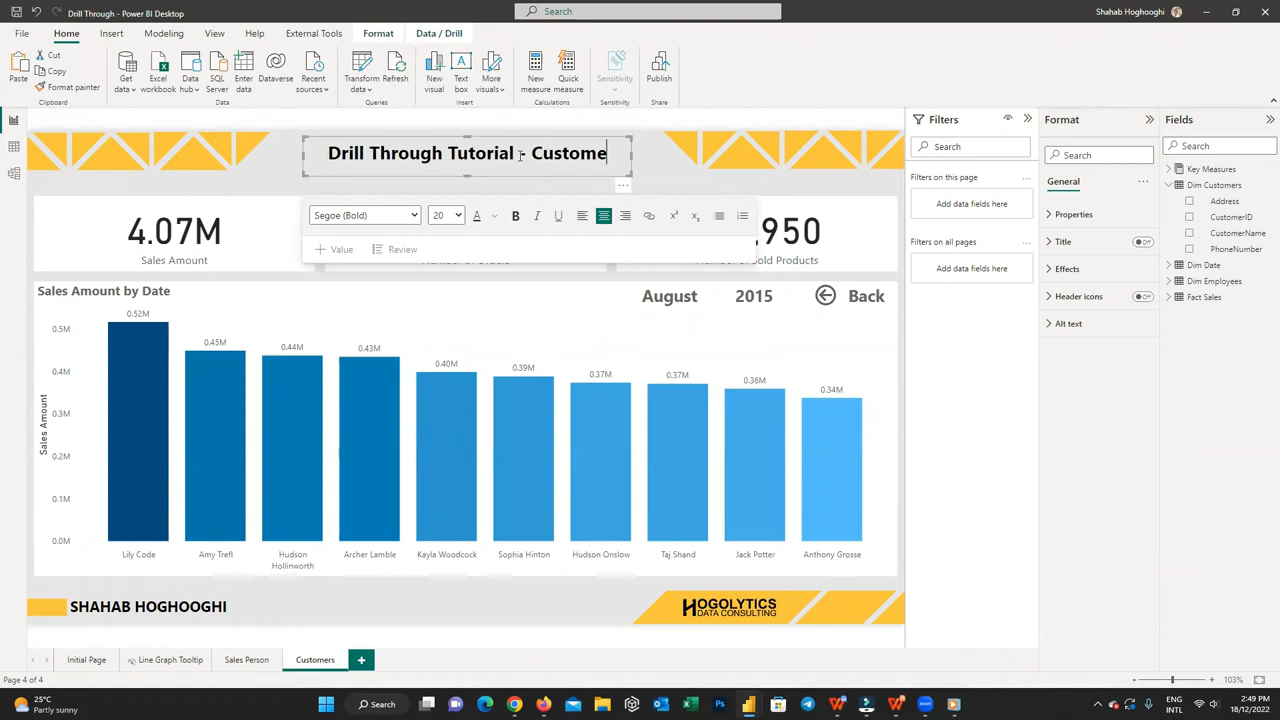 Drill Through - Power BI Desktop
Search
Shahab Hoghooghi
File
Home
Insert
Modeling
View
Help
External Tools
Format
Data / Drill
Paste
Cut
Copy
Format painter
Clipboard
Get data
Excel workbook
Data hub
SQL Server
Enter data
Dataverse
Recent sources
Data
Transform data
Refresh
Queries
New visual
Text box
More visuals
Insert
New measure
Quick measure
Calculations
Sensitivity
Sensitivity
Publish
Share
Drill Through Tutorial - Custome
Segoe (Bold)
20
Value
Review
4.07M
Sales Amount
,950
Sales Amount by Date
August
2015
Back
0.5M
0.4M
0.3M
0.2M
0.1M
0.0M
Sales Amount
0.52M
0.45M
0.44M
0.43M
0.40M
0.39M
0.37M
0.37M
0.36M
0.34M
Lily Code
Amy Trefl
Hudson Hollinworth
Archer Lamble
Kayla Woodcock
Sophia Hinton
Hudson Onslow
Taj Shand
Jack Potter
Anthony Grosse
SHAHAB HOGHOOGHI
HOGOLYTICS
DATA CONSULTING
Filters
Search
Filters on this page
Add data fields here
Filters on all pages
Add data fields here
Format
Search
General
Properties
Title
Off
Effects
Header icons
Off
Alt text
Fields
Search
Key Measures
Dim Customers
Address
CustomerID
CustomerName
PhoneNumber
Dim Date
Dim Employees
Fact Sales
Initial Page
Line Graph Tooltip
Sales Person
Customers
Page 4 of 4
103%
25°C
Partly sunny
Search
ENG
INTL
2:49 PM
18/12/2022